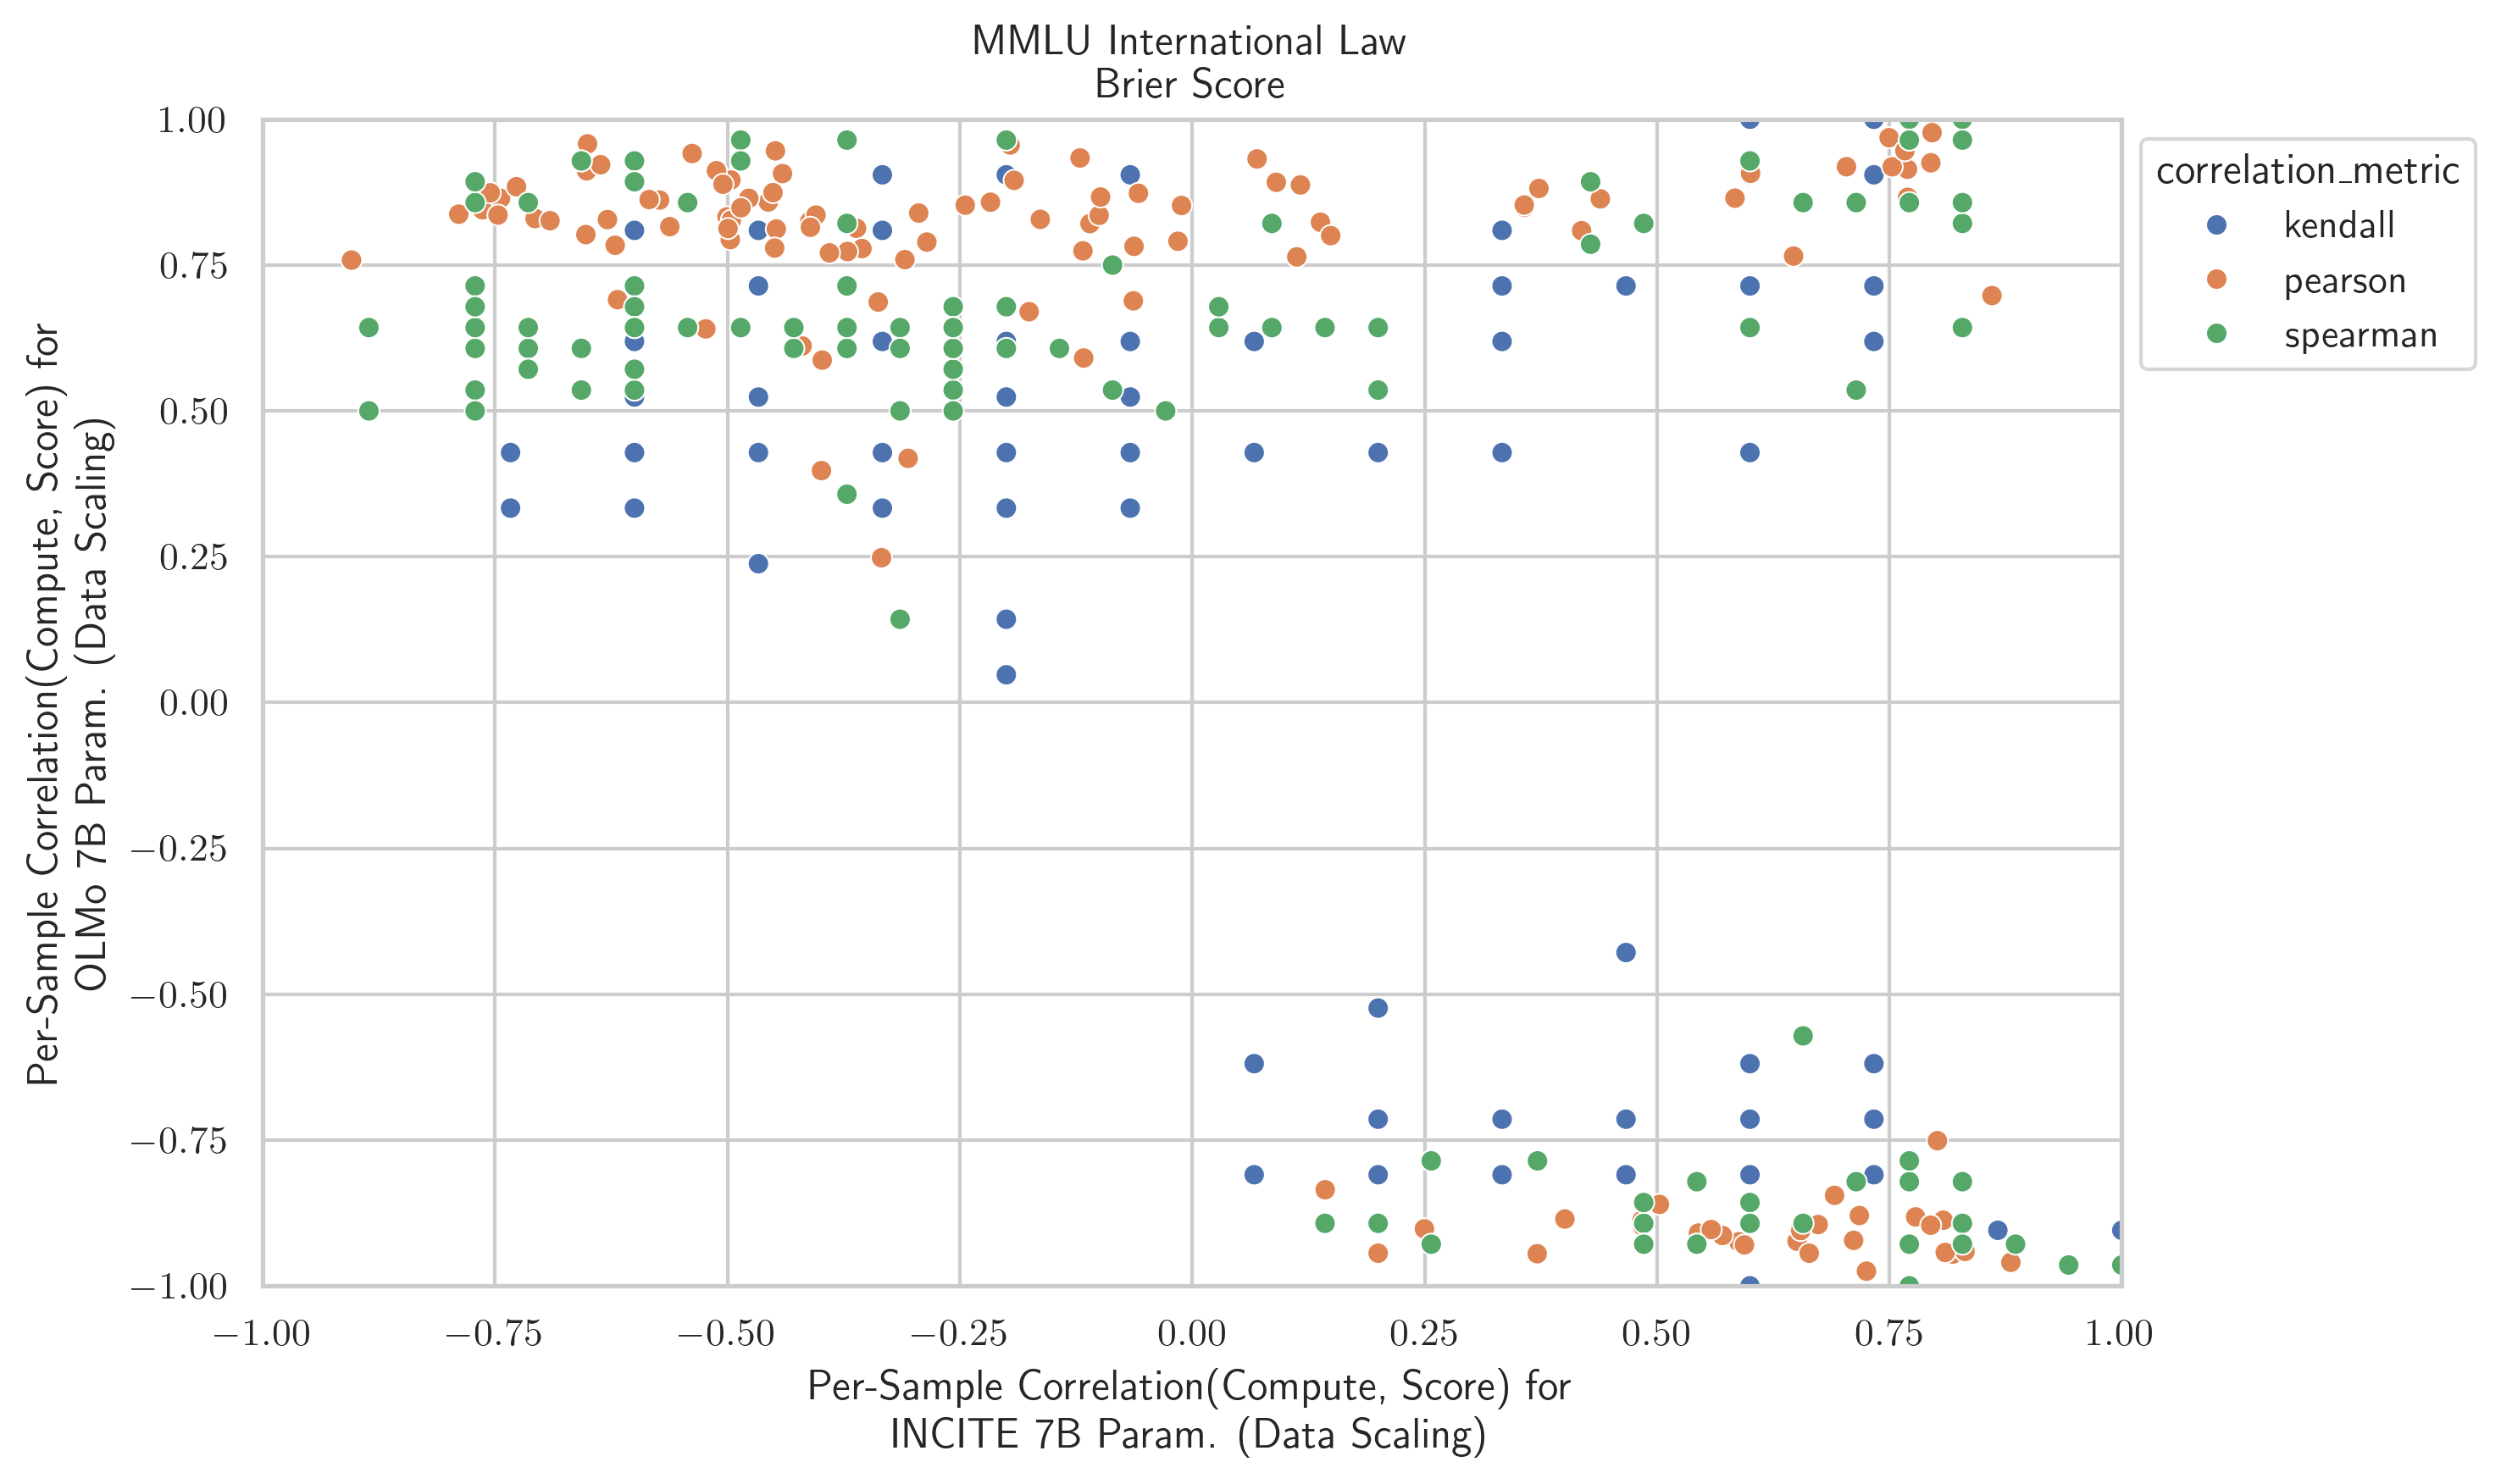 MMLU International Law
Brier Score
Per-Sample Correlation(Compute, Score) for
OLMo 7B Param. (Data Scaling)
1.00
0.75
0.50
0.25
0.00
−0.25
−0.50
−0.75
−1.00
−1.00 −0.75 −0.50 −0.25 0.00 0.25 0.50 0.75 1.00
Per-Sample Correlation(Compute, Score) for
INCITE 7B Param. (Data Scaling)
correlation_metric
kendall
pearson
spearman